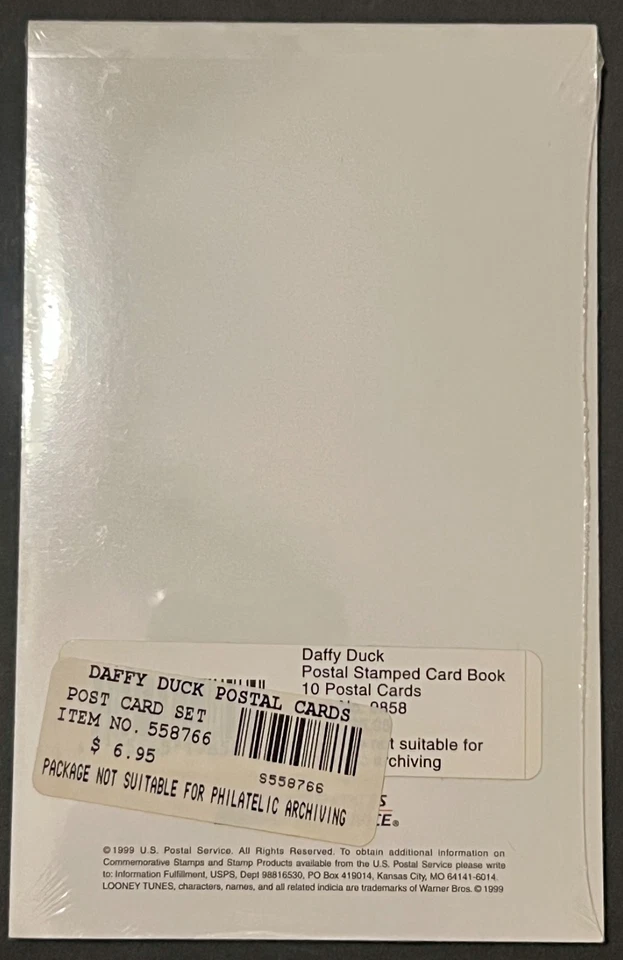 Daffy Duck
Postal Stamped Card Book
10 Postal Cards
9858
t suitable for
rchiving
DAFFY DUCK POSTAL CARDS
POST CARD SET
ITEM NO. 558766
$ 6.95
S558766
PACKAGE NOT SUITABLE FOR PHILATELIC ARCHIVING
©1999 U.S. Postal Service. All Rights Reserved. To obtain additional information on
Commemorative Stamps and Stamp Products available from the U.S. Postal Service please write
to: Information Fulfillment, USPS, Dept 98816530, PO Box 419014, Kansas City, MO 64141-6014.
LOONEY TUNES, characters, names, and all related indicia are trademarks of Warner Bros. © 1999